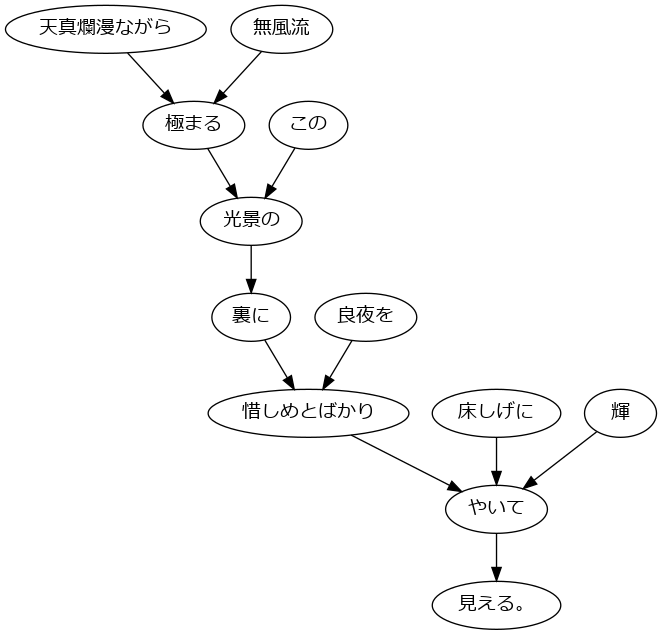 天真爛漫ながら
無風流
極まる
この
光景の
裏に
良夜を
惜しめとばかり
床しげに
輝
やいて
見える。